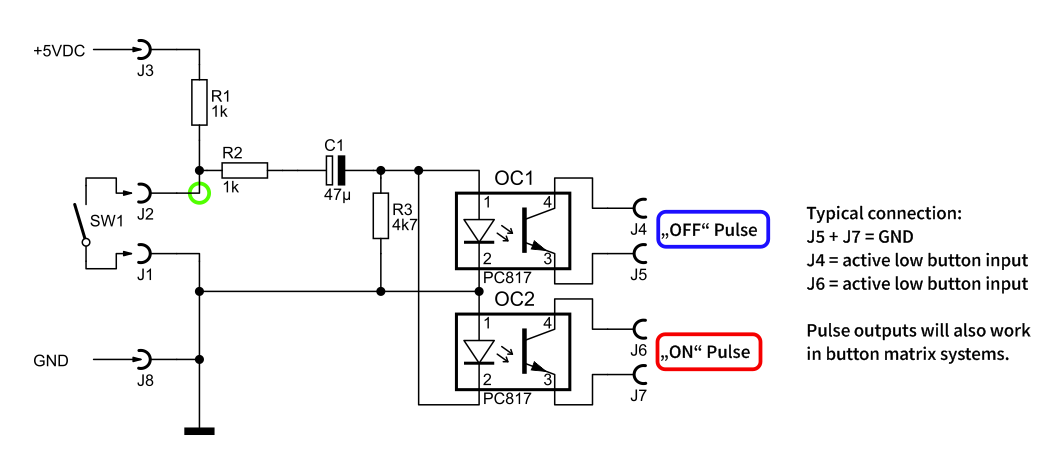 +5VDC
J3
R1
1k
R2
1k
C1
47µ
R3
4k7
SW1
J2
J1
GND
J8
OC1
1
4
2
3
PC817
J4
J5
„OFF“ Pulse
OC2
1
4
2
3
PC817
J6
J7
„ON“ Pulse
Typical connection:
J5 + J7 = GND
J4 = active low button input
J6 = active low button input
Pulse outputs will also work
in button matrix systems.